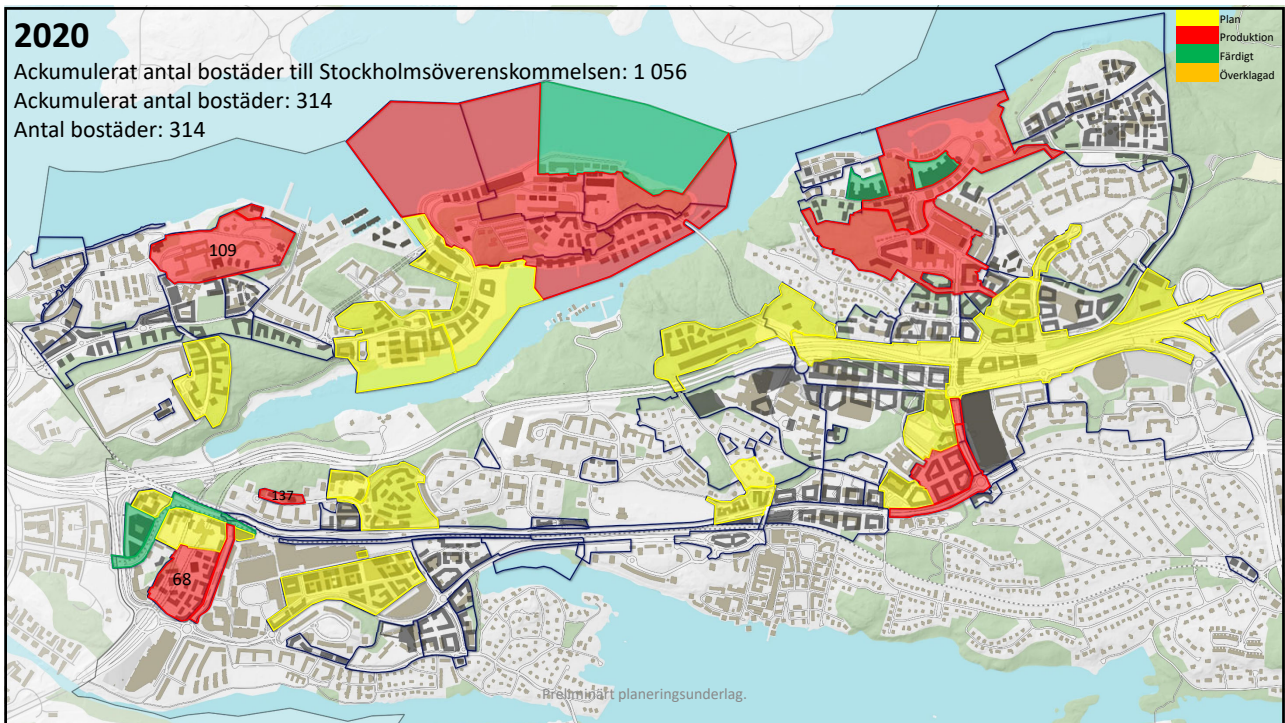 2020
Ackumulerat antal bostäder till Stockholmsöverenskommelsen: 1 056
Ackumulerat antal bostäder: 314
Antal bostäder: 314
Plan
Produktion
Färdigt
Överklagad
109
137
68
Preliminärt planeringsunderlag.